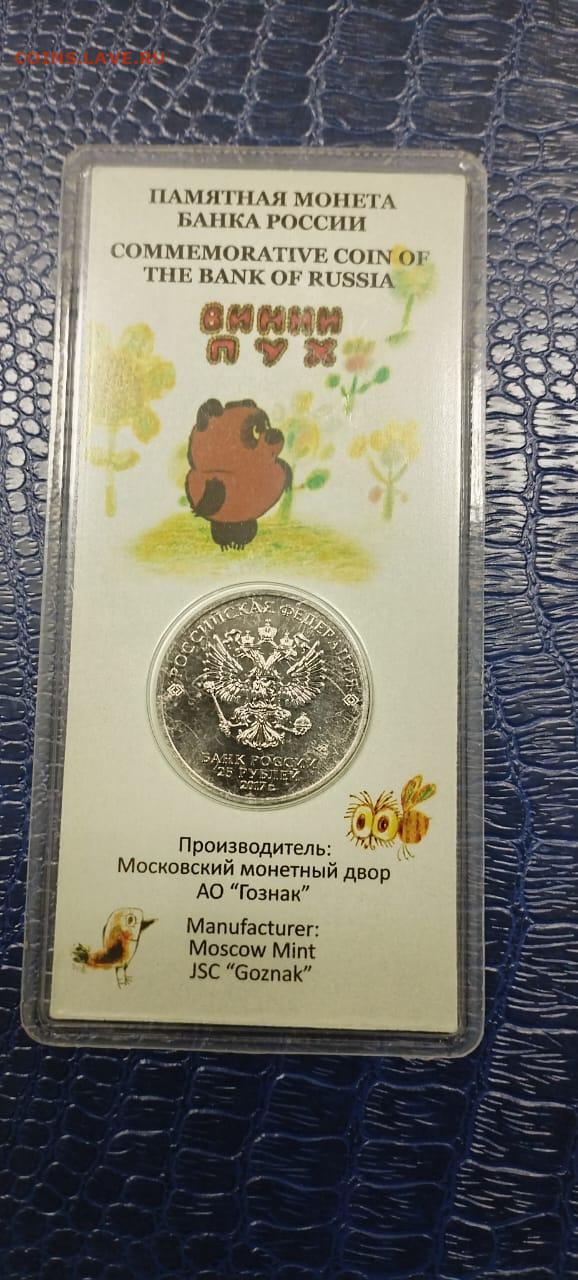 COINS.LAVE.RU
ПАМЯТНАЯ МОНЕТА
БАНКА РОССИИ
COMMEMORATIVE COIN OF
THE BANK OF RUSSIA
ВИННИ
ПУХ
РОССИЙСКАЯ ФЕДЕРАЦИЯ
БАНК РОССИИ
25 РУБЛЕЙ
2017 г.
Производитель:
Московский монетный двор
АО “Гознак”
Manufacturer:
Moscow Mint
JSC “Goznak”